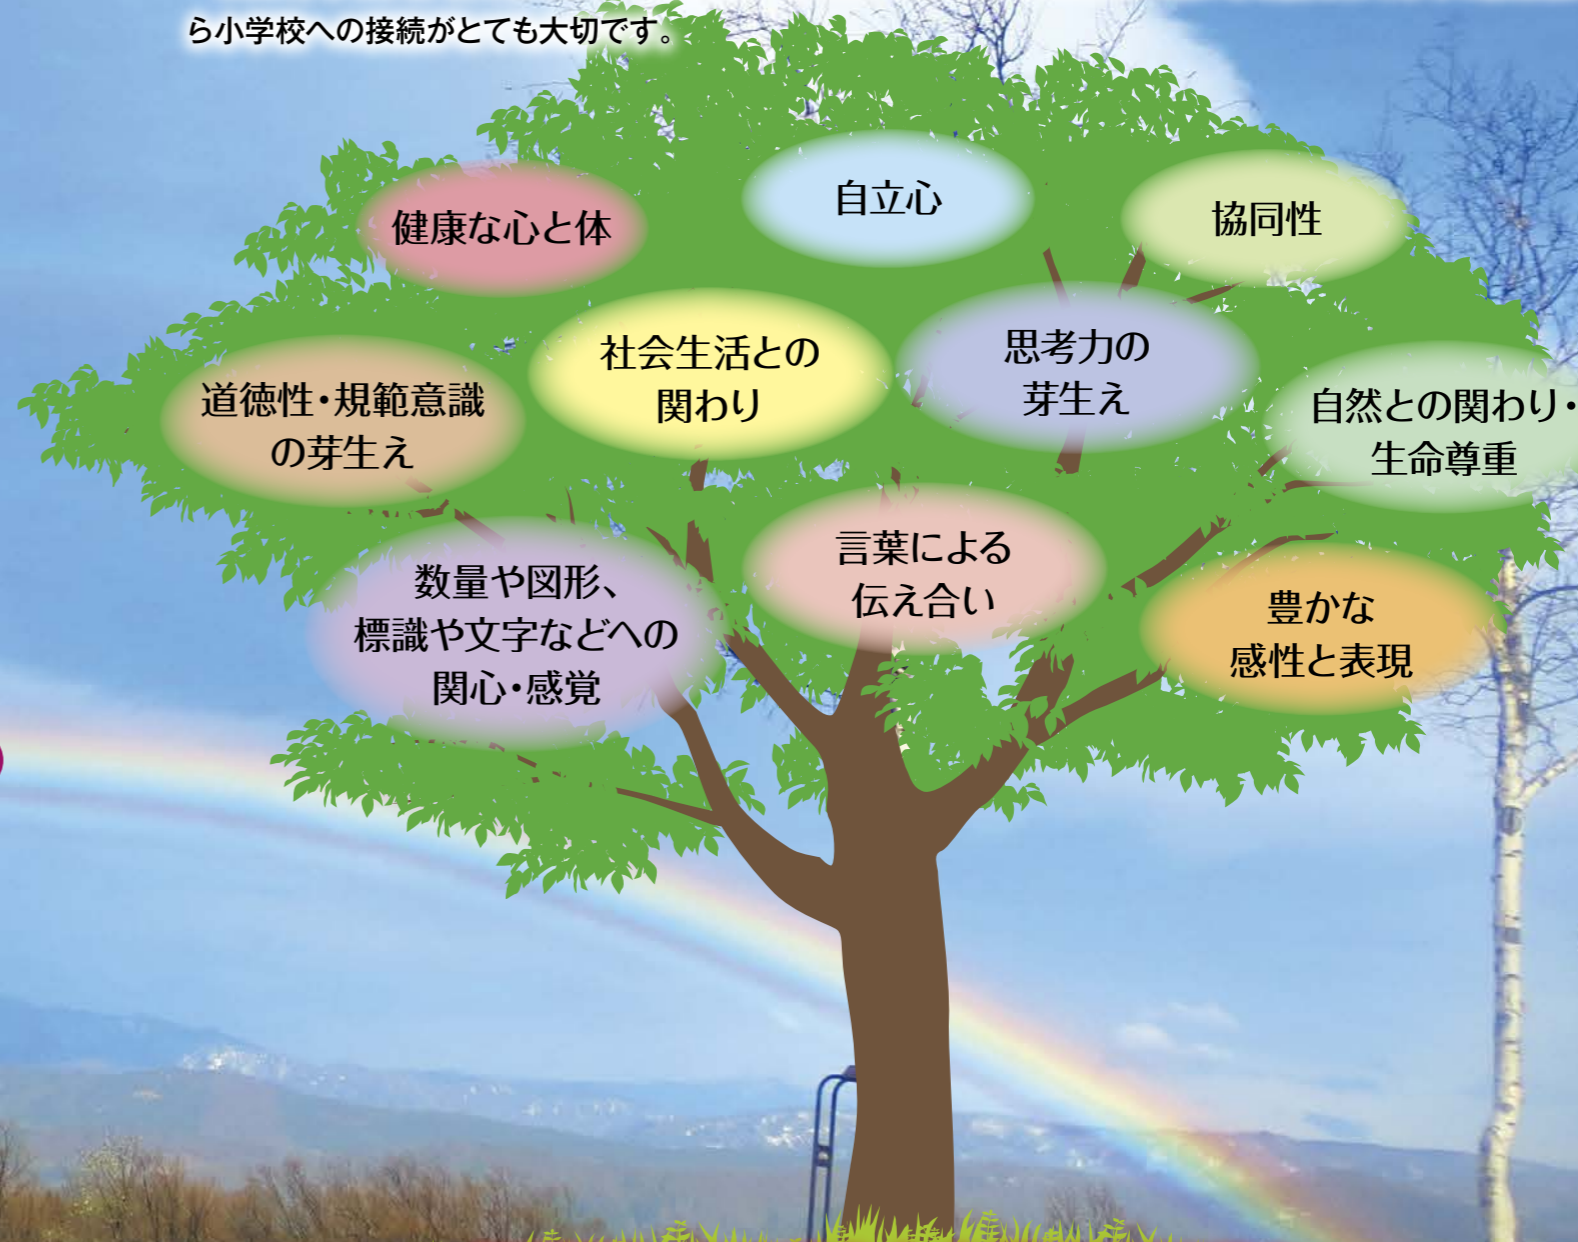 ら小学校への接続がとても大切です。
健康な心と体
自立心
協同性
道徳性・規範意識
の芽生え
社会生活との
関わり
思考力の
芽生え
自然との関わり・
生命尊重
数量や図形、
標識や文字などへの
関心・感覚
言葉による
伝え合い
豊かな
感性と表現